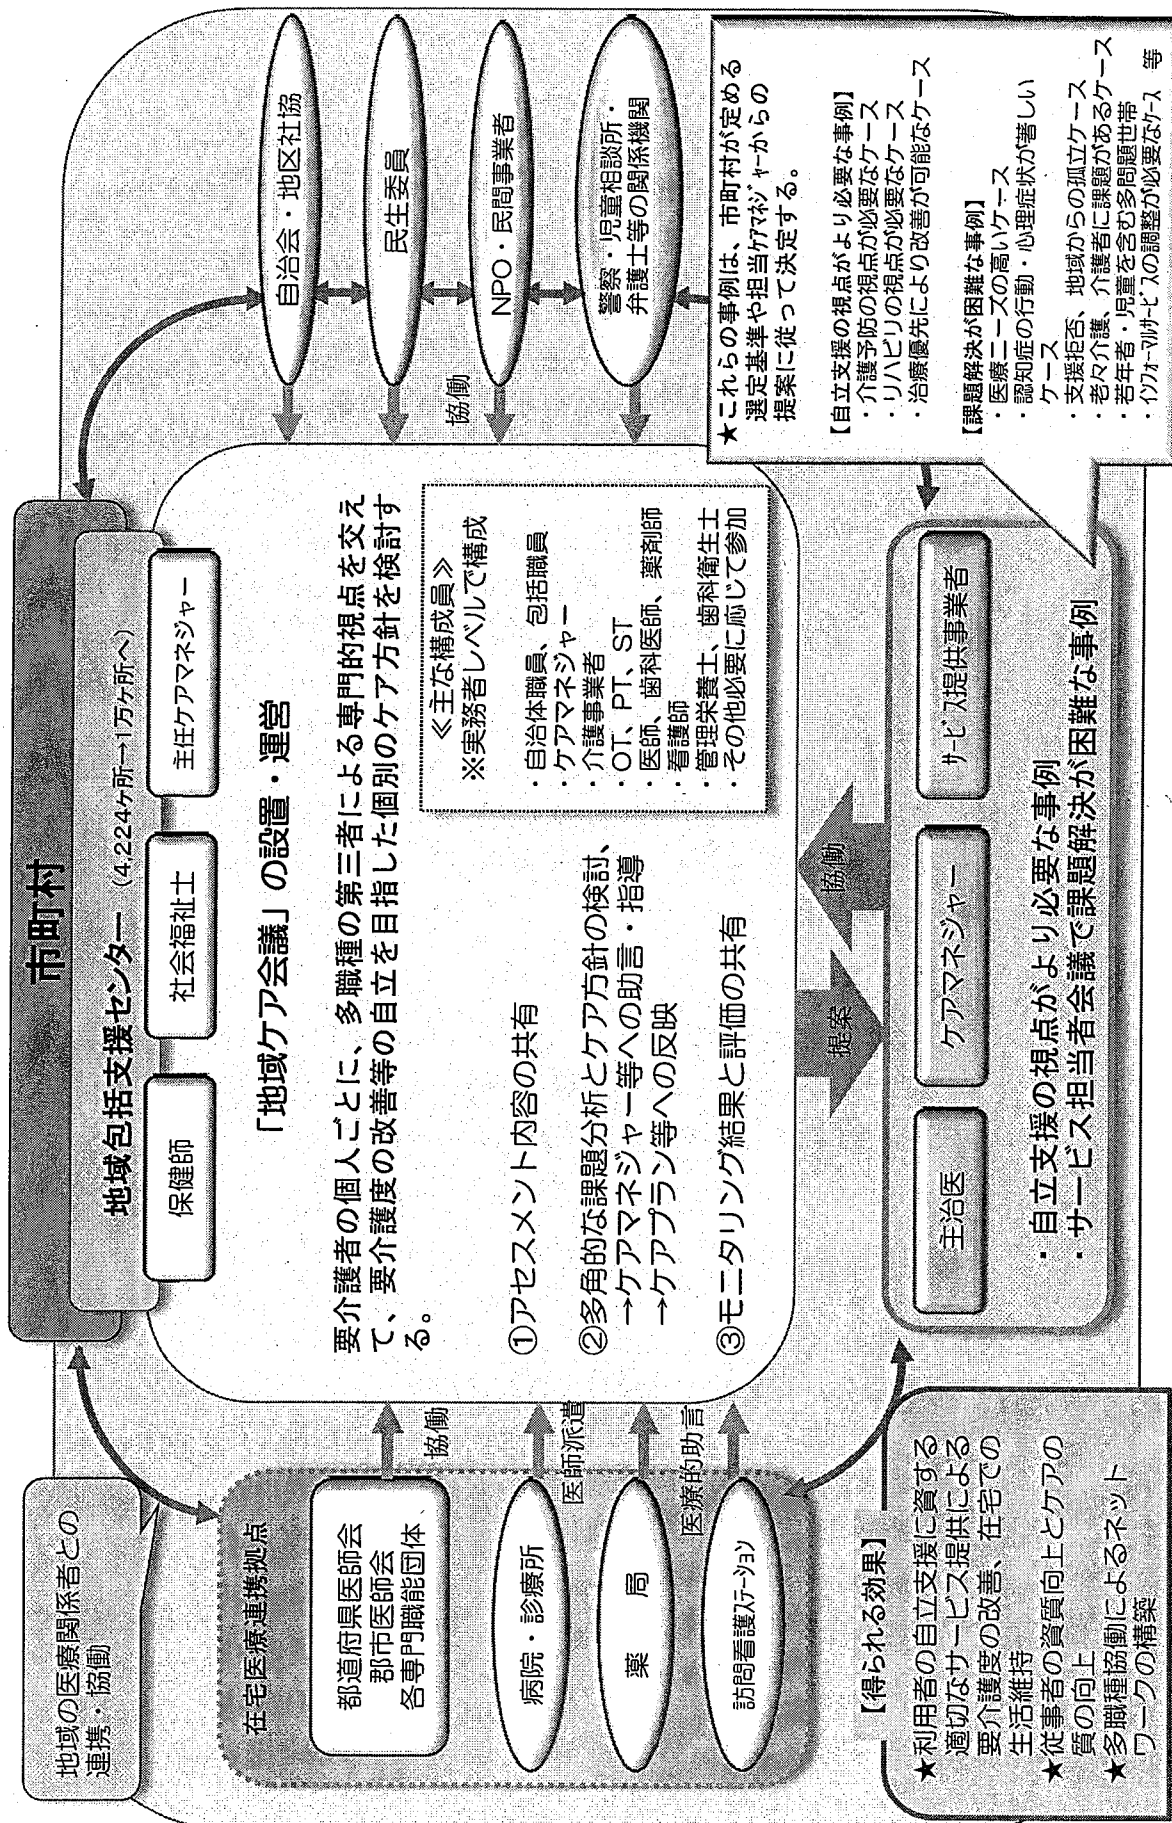 市町村
地域包括支援センター（4,224ヶ所→1万ヶ所へ）
保健師
社会福祉士
主任ケアマネジャー
「地域ケア会議」の設置・運営
要介護者の個人ごとに、多職種の第三者による専門的視点を交え
て、要介護度の改善等の自立を目指した個別のケア方針を検討す
る。
①アセスメント内容の共有
②多角的な課題分析とケア方針の検討、
→ケアマネジャー等への助言・指導
→ケアプラン等への反映
③モニタリング結果と評価の共有
≪主な構成員≫
※実務者レベルで構成
・自治体職員、包括職員
・ケアマネジャー
・介護事業者
・OT、PT、ST
・医師、歯科医師、薬剤師
・看護師
・管理栄養士、歯科衛生士
・その他必要に応じて参加
地域の医療関係者との
連携・協働
在宅医療連携拠点
都道府県医師会
郡市医師会
各専門職能団体
病院・診療所
薬　局
訪問看護ステーション
協働
医師派遣
医療的助言
自治会・地区社協
民生委員
NPO・民間事業者
警察・児童相談所・
弁護士等の関係機関
協働
提案
協働
主治医
ケアマネジャー
サービス提供事業者
・自立支援の視点がより必要な事例
・サービス担当者会議で課題解決が困難な事例
【得られる効果】
★利用者の自立支援に資する
適切なサービス提供による
要介護度の改善、在宅での
生活維持
★従事者の資質向上とケアの
質の向上
★多職種協働によるネット
ワークの構築
★これらの事例は、市町村が定める
選定基準や担当ケアマネジャーからの
提案に従って決定する。
【自立支援の視点がより必要な事例】
・介護予防の視点が必要なケース
・リハビリの視点が必要なケース
・治療優先により改善が可能なケース
【課題解決が困難な事例】
・医療ニーズの高いケース
・認知症の行動・心理症状が著しい
ケース
・支援拒否、地域からの孤立ケース
・老々介護、介護者に課題があるケース
・若年者・児童を含む多問題世帯
・インフォーマルサービスの調整が必要なケース　等